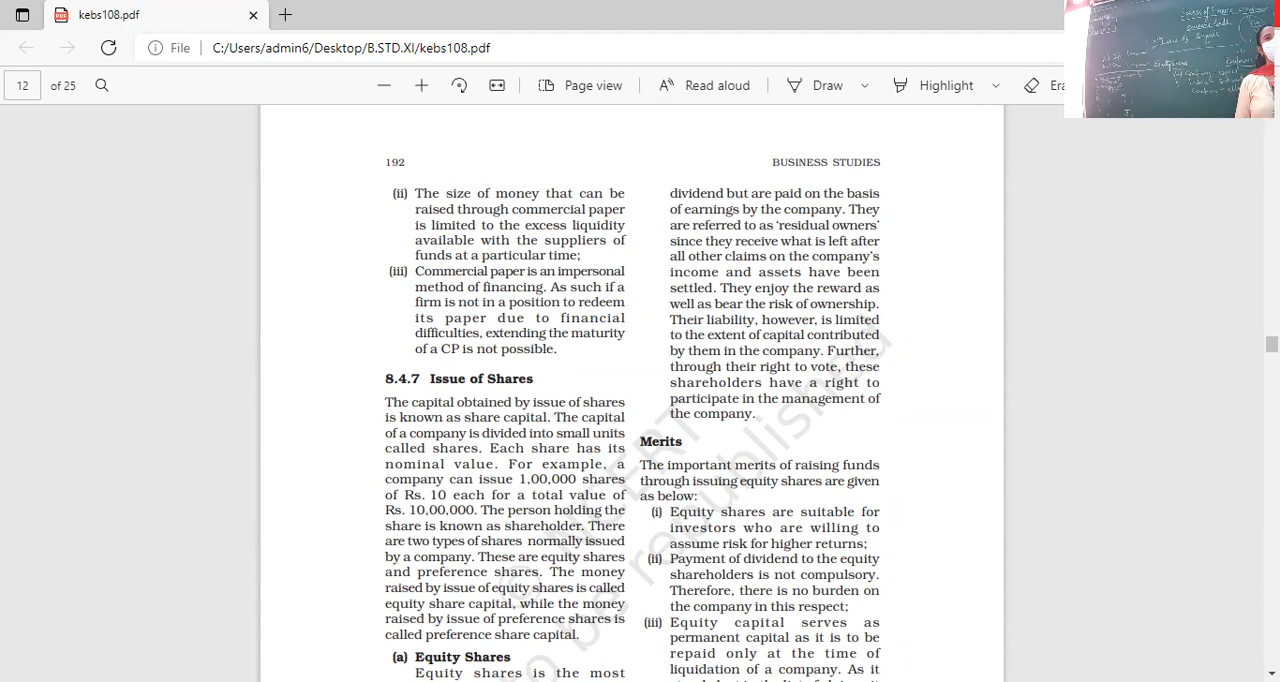 kebs108.pdf
File C:/Users/admin6/Desktop/B.STD.XI/kebs108.pdf
12 of 25 Page view Read aloud Draw Highlight Era
192 BUSINESS STUDIES
(ii) The size of money that can be
raised through commercial paper
is limited to the excess liquidity
available with the suppliers of
funds at a particular time;
(iii) Commercial paper is an impersonal
method of financing. As such if a
firm is not in a position to redeem
its paper due to financial
difficulties, extending the maturity
of a CP is not possible.
8.4.7 Issue of Shares
The capital obtained by issue of shares
is known as share capital. The capital
of a company is divided into small units
called shares. Each share has its
nominal value. For example, a
company can issue 1,00,000 shares
of Rs. 10 each for a total value of
Rs. 10,00,000. The person holding the
share is known as shareholder. There
are two types of shares normally issued
by a company. These are equity shares
and preference shares. The money
raised by issue of equity shares is called
equity share capital, while the money
raised by issue of preference shares is
called preference share capital.
(a) Equity Shares
Equity shares is the most
dividend but are paid on the basis
of earnings by the company. They
are referred to as ‘residual owners’
since they receive what is left after
all other claims on the company’s
income and assets have been
settled. They enjoy the reward as
well as bear the risk of ownership.
Their liability, however, is limited
to the extent of capital contributed
by them in the company. Further,
through their right to vote, these
shareholders have a right to
participate in the management of
the company.
Merits
The important merits of raising funds
through issuing equity shares are given
as below:
(i) Equity shares are suitable for
investors who are willing to
assume risk for higher returns;
(ii) Payment of dividend to the equity
shareholders is not compulsory.
Therefore, there is no burden on
the company in this respect;
(iii) Equity capital serves as
permanent capital as it is to be
repaid only at the time of
liquidation of a company. As it
© NCERT
o be republished